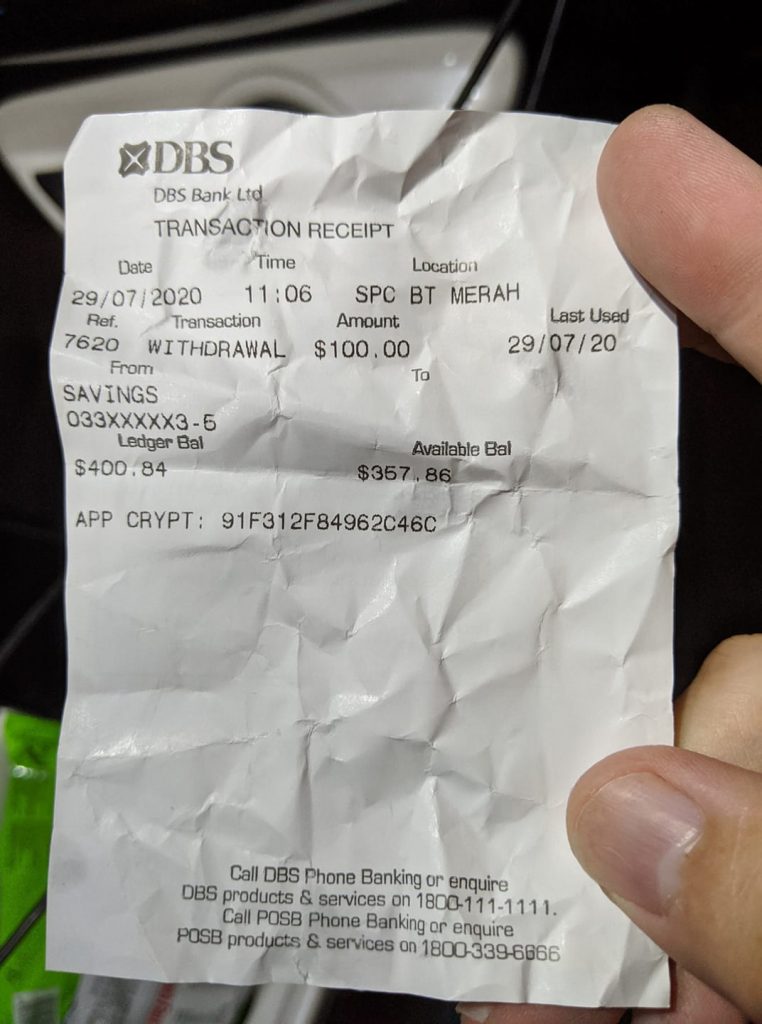 DBS
DBS Bank Ltd
TRANSACTION RECEIPT
Date Time Location
29/07/2020 11:06 SPC BT MERAH
Ref. Transaction Amount Last Used
7620 WITHDRAWAL $100.00 29/07/20
From To
SAVINGS
033XXXXX3-5
Ledger Bal Available Bal
$400.84 $357.86
APP CRYPT: 91F312F84962C46C
Call DBS Phone Banking or enquire
DBS products & services on 1800-111-1111.
Call POSB Phone Banking or enquire
POSB products & services on 1800-339-6666